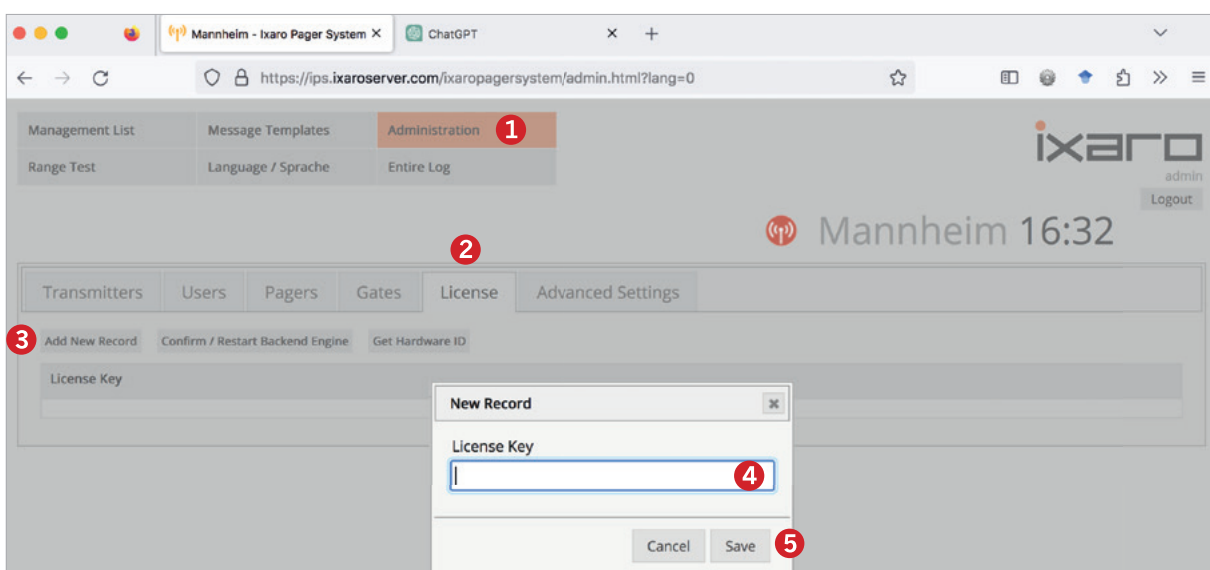 Mannheim - Ixaro Pager System ChatGPT
https://ips.ixaroserver.com/ixaropagersystem/admin.html?lang=0
Management List Message Templates Administration 1
Range Test Language / Sprache Entire Log
ixaro
admin
Logout
Mannheim 16:32
2
Transmitters Users Pagers Gates License Advanced Settings
3 Add New Record Confirm / Restart Backend Engine Get Hardware ID
License Key
New Record
License Key
4
Cancel Save 5